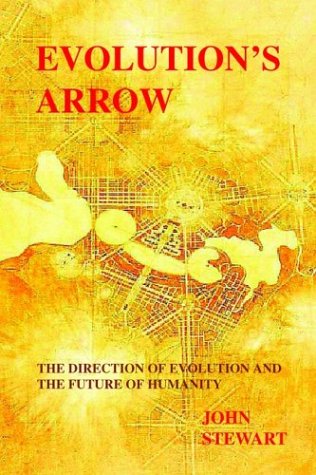 EVOLUTION'S
ARROW
THE DIRECTION OF EVOLUTION AND
THE FUTURE OF HUMANITY
JOHN
STEWART